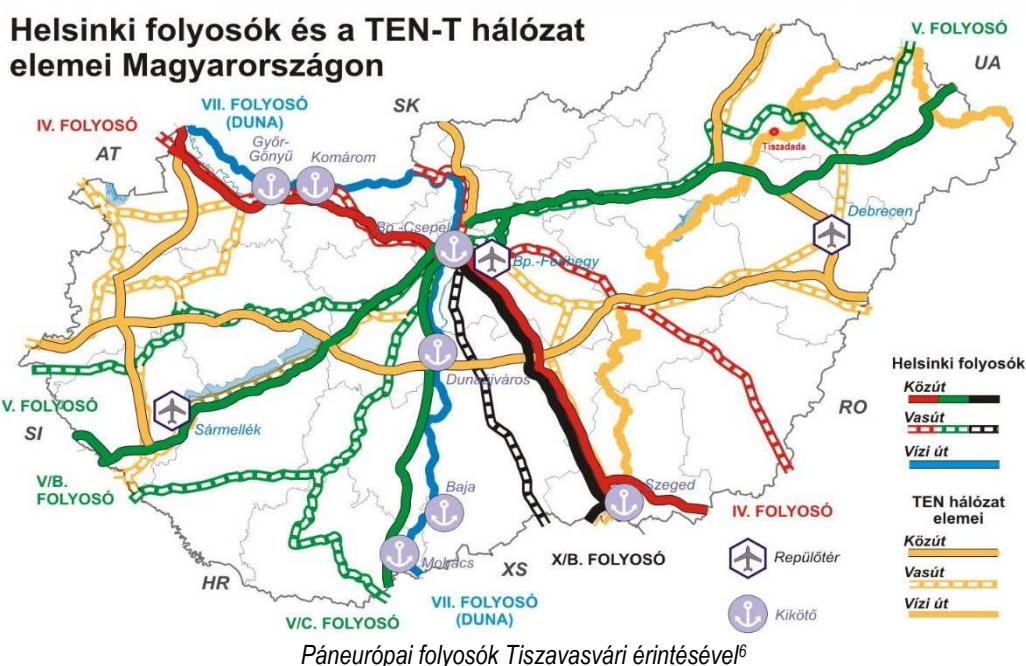 Helsinki folyosók és a TEN-T hálózat
elemei Magyarországon
V. FOLYOSÓ
UA
SK
VII. FOLYOSÓ
(DUNA)
IV. FOLYOSÓ
AT
Győr-
Gönyű
Komárom
Tiszadada
Bp.-Csepel
Bp.-Ferihegy
Debrecen
Dunaújváros
V. FOLYOSÓ
SI
Sármellék
RO
V/B.
FOLYOSÓ
Baja
Szeged
IV. FOLYOSÓ
Mohács
HR
XS
X/B. FOLYOSÓ
V/C. FOLYOSÓ
VII. FOLYOSÓ
(DUNA)
Helsinki folyosók
Közút
Vasút
Vízi út
TEN hálózat
elemei
Közút
Vasút
Vízi út
Repülőtér
Kikötő
Páneurópai folyosók Tiszavasvári érintésével6